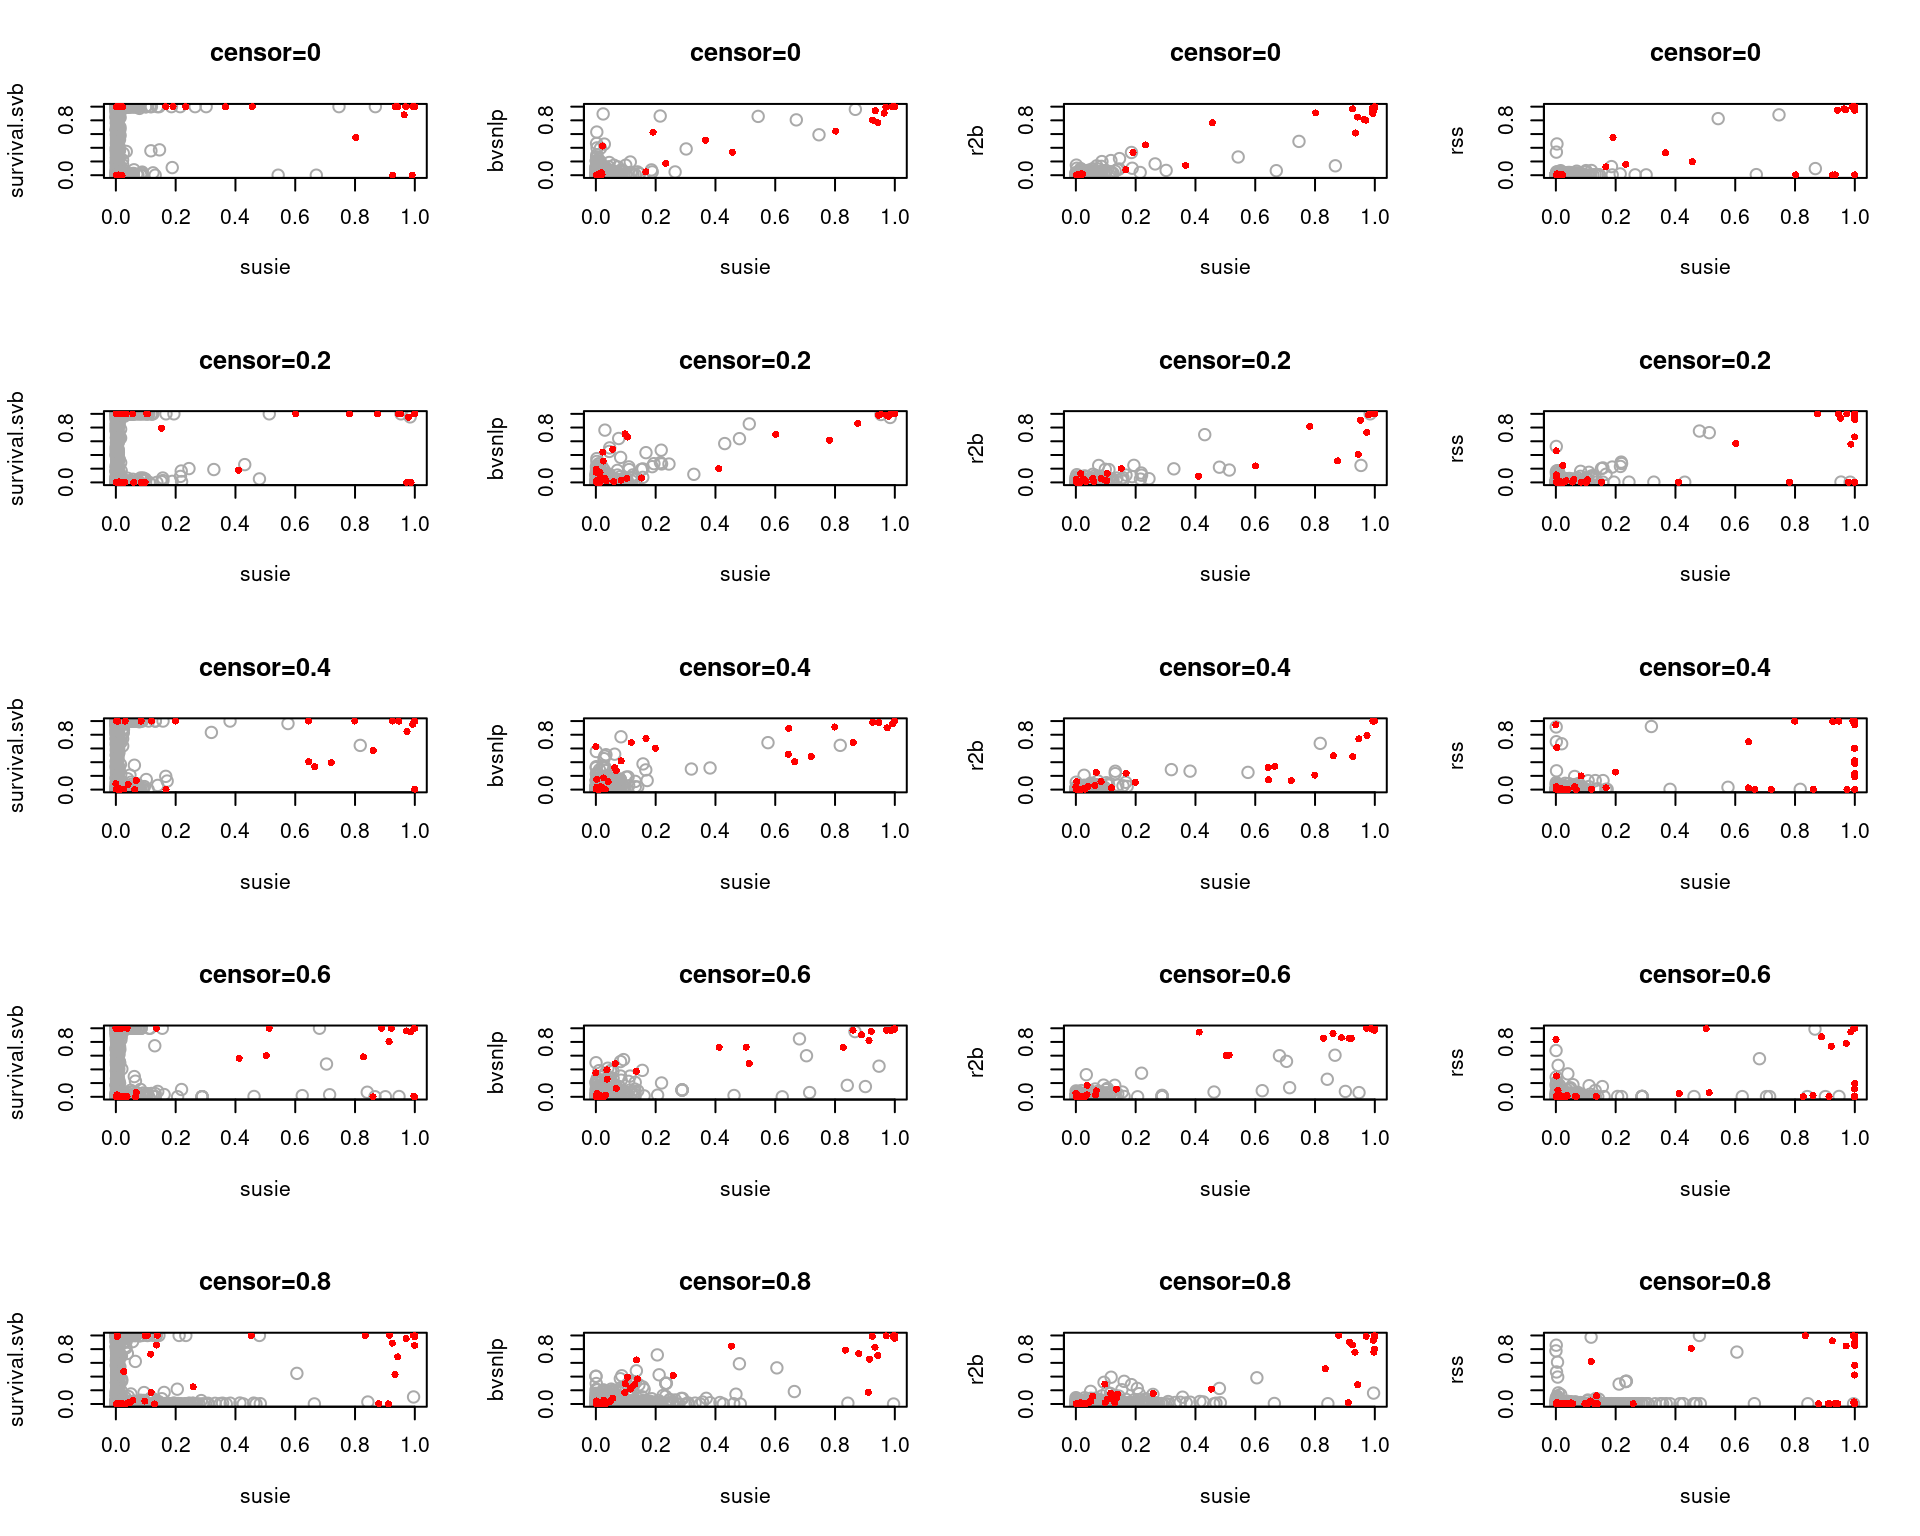 censor=0 censor=0 censor=0 censor=0
survival.svb 0.0 0.8 bvsnlp 0.0 0.8 r2b 0.0 0.8 rss 0.0 0.8
0.0 0.2 0.4 0.6 0.8 1.0 0.0 0.2 0.4 0.6 0.8 1.0 0.0 0.2 0.4 0.6 0.8 1.0 0.0 0.2 0.4 0.6 0.8 1.0
susie susie susie susie
censor=0.2 censor=0.2 censor=0.2 censor=0.2
survival.svb 0.0 0.8 bvsnlp 0.0 0.8 r2b 0.0 0.8 rss 0.0 0.8
0.0 0.2 0.4 0.6 0.8 1.0 0.0 0.2 0.4 0.6 0.8 1.0 0.0 0.2 0.4 0.6 0.8 1.0 0.0 0.2 0.4 0.6 0.8 1.0
susie susie susie susie
censor=0.4 censor=0.4 censor=0.4 censor=0.4
survival.svb 0.0 0.8 bvsnlp 0.0 0.8 r2b 0.0 0.8 rss 0.0 0.8
0.0 0.2 0.4 0.6 0.8 1.0 0.0 0.2 0.4 0.6 0.8 1.0 0.0 0.2 0.4 0.6 0.8 1.0 0.0 0.2 0.4 0.6 0.8 1.0
susie susie susie susie
censor=0.6 censor=0.6 censor=0.6 censor=0.6
survival.svb 0.0 0.8 bvsnlp 0.0 0.8 r2b 0.0 0.8 rss 0.0 0.8
0.0 0.2 0.4 0.6 0.8 1.0 0.0 0.2 0.4 0.6 0.8 1.0 0.0 0.2 0.4 0.6 0.8 1.0 0.0 0.2 0.4 0.6 0.8 1.0
susie susie susie susie
censor=0.8 censor=0.8 censor=0.8 censor=0.8
survival.svb 0.0 0.8 bvsnlp 0.0 0.8 r2b 0.0 0.8 rss 0.0 0.8
0.0 0.2 0.4 0.6 0.8 1.0 0.0 0.2 0.4 0.6 0.8 1.0 0.0 0.2 0.4 0.6 0.8 1.0 0.0 0.2 0.4 0.6 0.8 1.0
susie susie susie susie